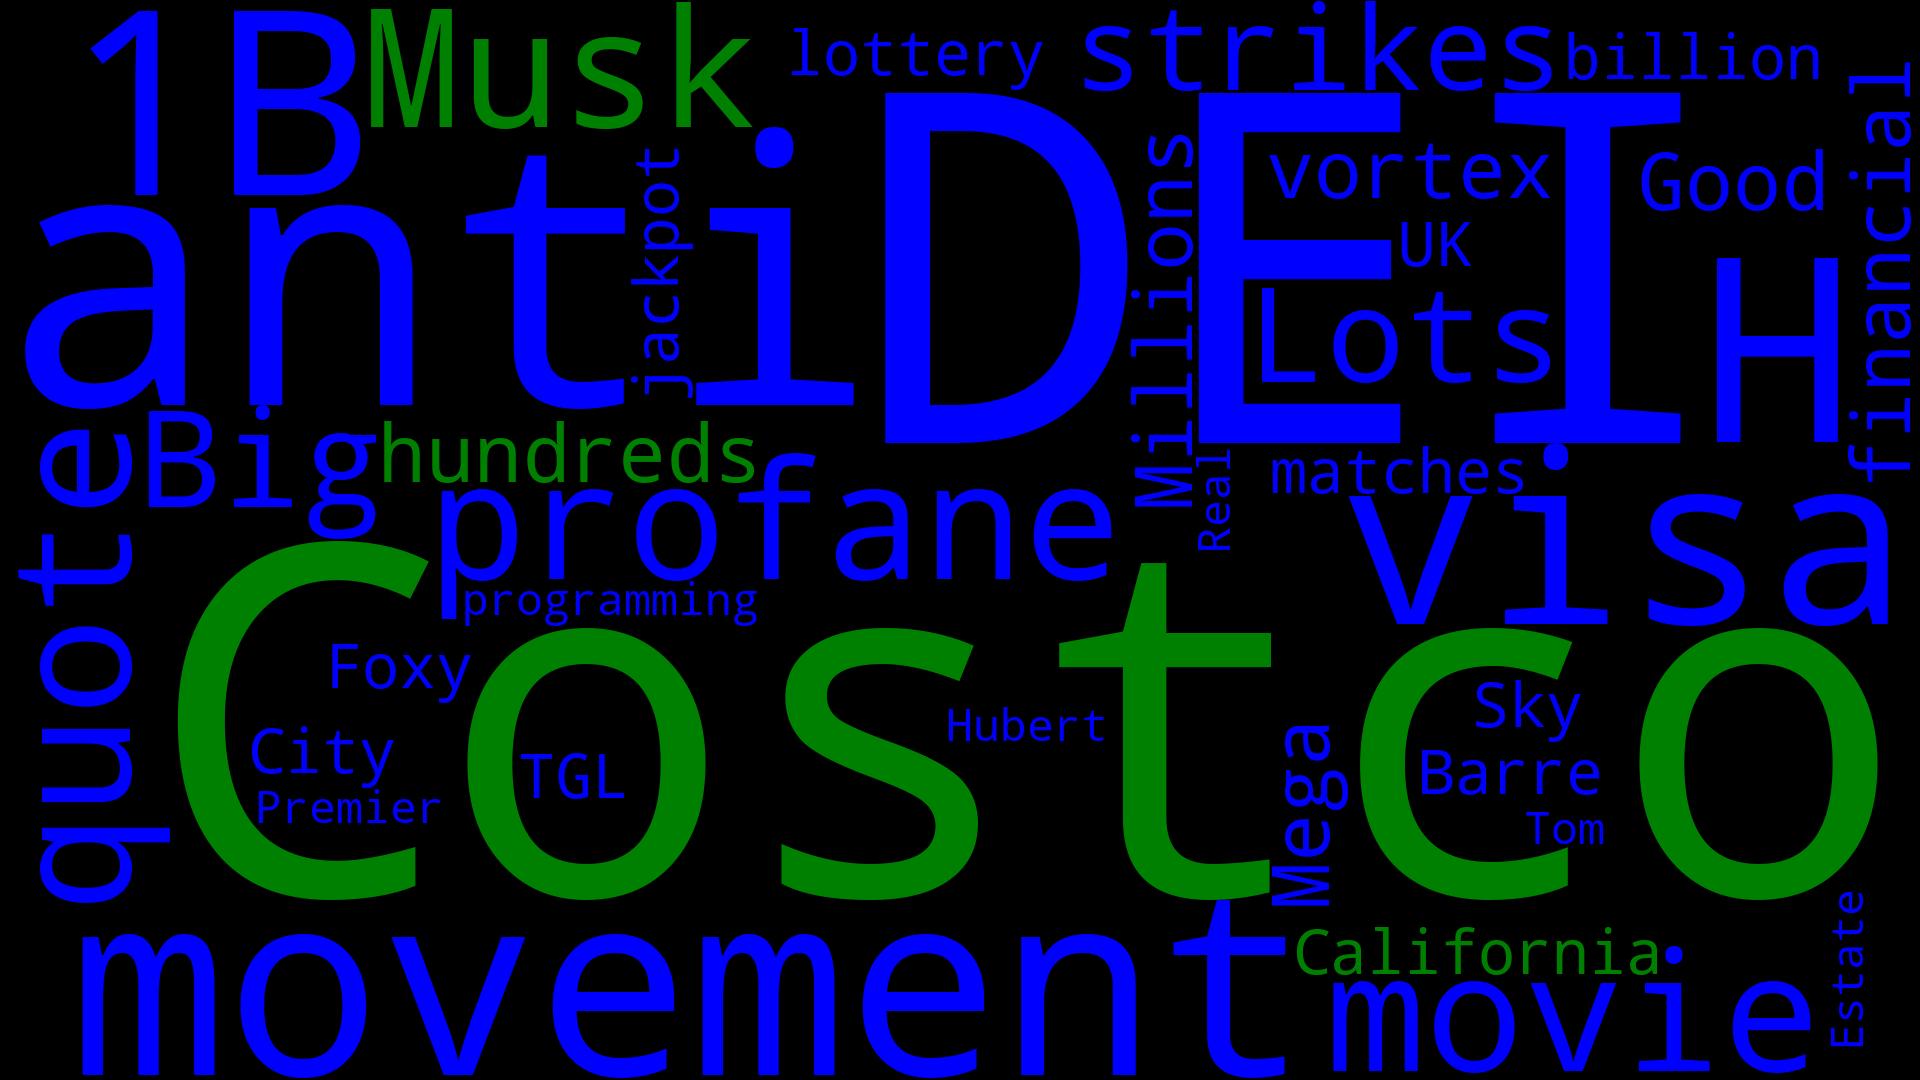 1B
Musk
lottery
strikes
billion
antiDEI
jackpot
Millions
vortex
Good
UK
Lots
H
financial
quote
Big
hundreds
profane
Real
matches
visa
programming
Costco
Foxy
City
Premier
TGL
Hubert
Mega
Sky
Barre
Tom
movement
California
movie
Estate